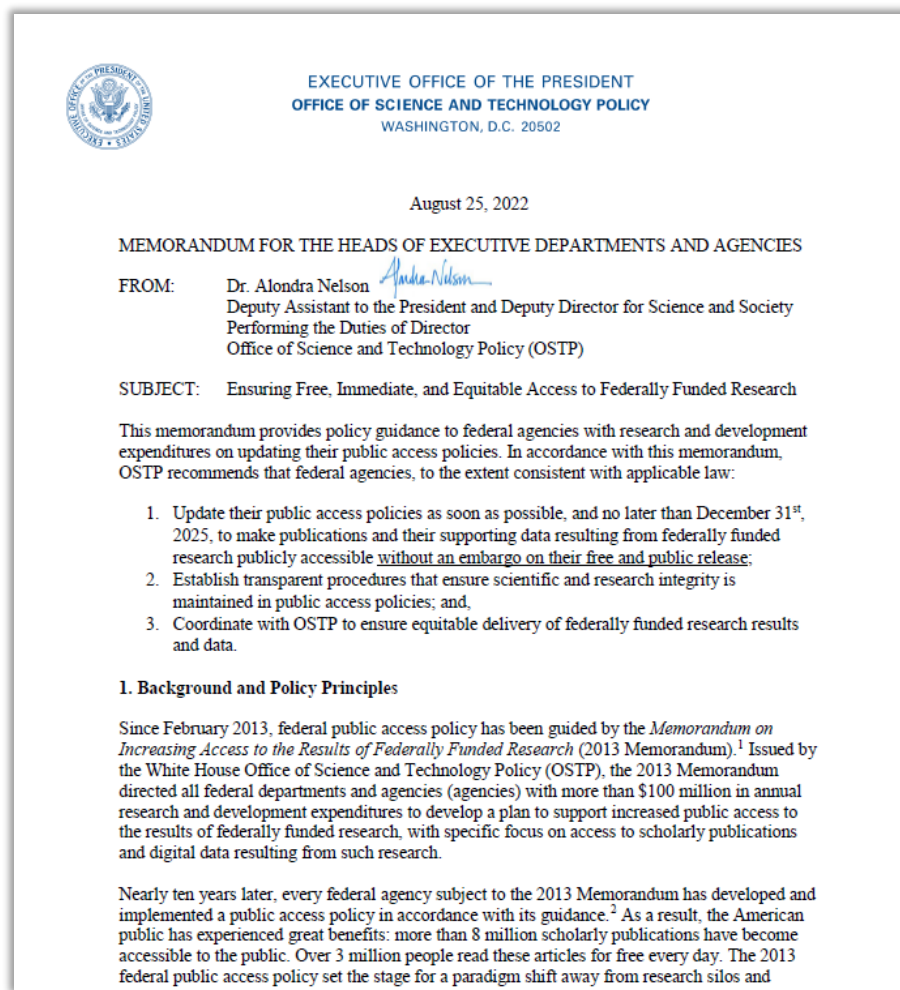 EXECUTIVE OFFICE OF THE PRESIDENT
OFFICE OF SCIENCE AND TECHNOLOGY POLICY
WASHINGTON, D.C. 20502
August 25, 2022
MEMORANDUM FOR THE HEADS OF EXECUTIVE DEPARTMENTS AND AGENCIES
FROM: Dr. Alondra Nelson Alondra Nelson
Deputy Assistant to the President and Deputy Director for Science and Society
Performing the Duties of Director
Office of Science and Technology Policy (OSTP)
SUBJECT: Ensuring Free, Immediate, and Equitable Access to Federally Funded Research
This memorandum provides policy guidance to federal agencies with research and development
expenditures on updating their public access policies. In accordance with this memorandum,
OSTP recommends that federal agencies, to the extent consistent with applicable law:
1. Update their public access policies as soon as possible, and no later than December 31st,
2025, to make publications and their supporting data resulting from federally funded
research publicly accessible without an embargo on their free and public release;
2. Establish transparent procedures that ensure scientific and research integrity is
maintained in public access policies; and,
3. Coordinate with OSTP to ensure equitable delivery of federally funded research results
and data.
1. Background and Policy Principles
Since February 2013, federal public access policy has been guided by the Memorandum on
Increasing Access to the Results of Federally Funded Research (2013 Memorandum).1 Issued by
the White House Office of Science and Technology Policy (OSTP), the 2013 Memorandum
directed all federal departments and agencies (agencies) with more than $100 million in annual
research and development expenditures to develop a plan to support increased public access to
the results of federally funded research, with specific focus on access to scholarly publications
and digital data resulting from such research.
Nearly ten years later, every federal agency subject to the 2013 Memorandum has developed and
implemented a public access policy in accordance with its guidance.2 As a result, the American
public has experienced great benefits: more than 8 million scholarly publications have become
accessible to the public. Over 3 million people read these articles for free every day. The 2013
federal public access policy set the stage for a paradigm shift away from research silos and